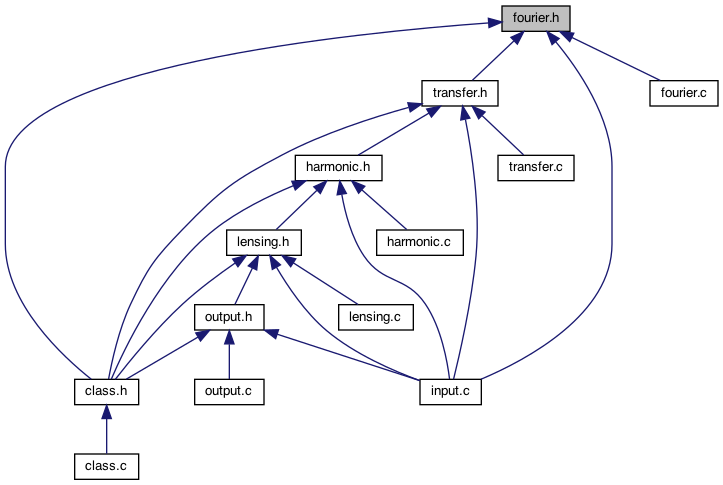 fourier.h
transfer.h
fourier.c
harmonic.h
transfer.c
lensing.h
harmonic.c
output.h
lensing.c
class.h
output.c
input.c
class.c